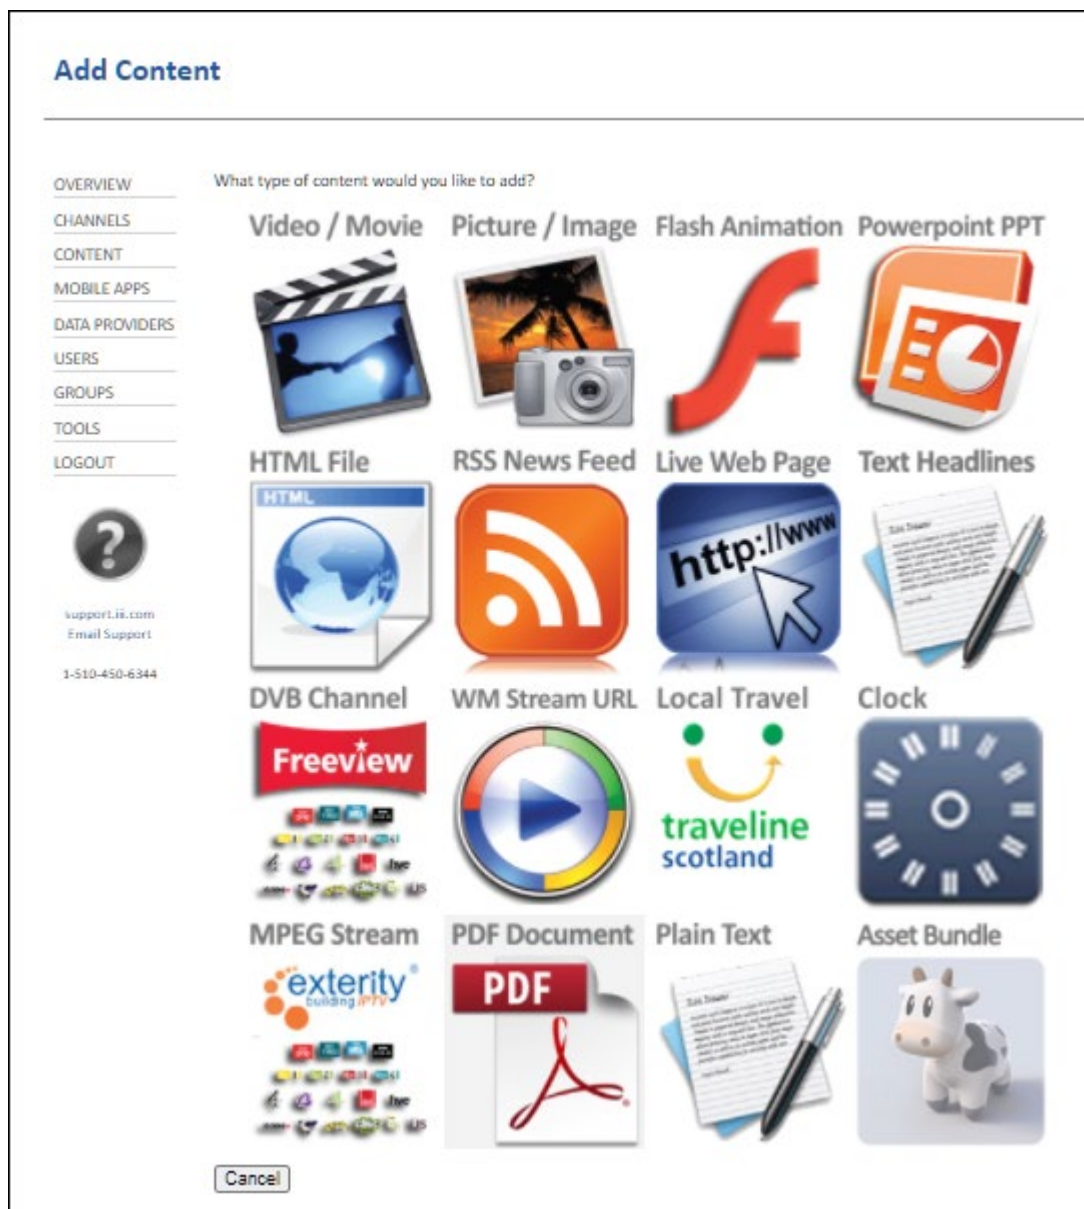 Add Content
OVERVIEW
CHANNELS
CONTENT
MOBILE APPS
DATA PROVIDERS
USERS
GROUPS
TOOLS
LOGOUT
?
support.iii.com
Email Support
1-510-450-6344
What type of content would you like to add?
Video / Movie Picture / Image Flash Animation Powerpoint PPT
HTML File RSS News Feed Live Web Page Text Headlines
HTML
http://www
DVB Channel WM Stream URL Local Travel Clock
Freeview
traveline
scotland
MPEG Stream PDF Document Plain Text Asset Bundle
exterity
building IPTV
PDF
Cancel